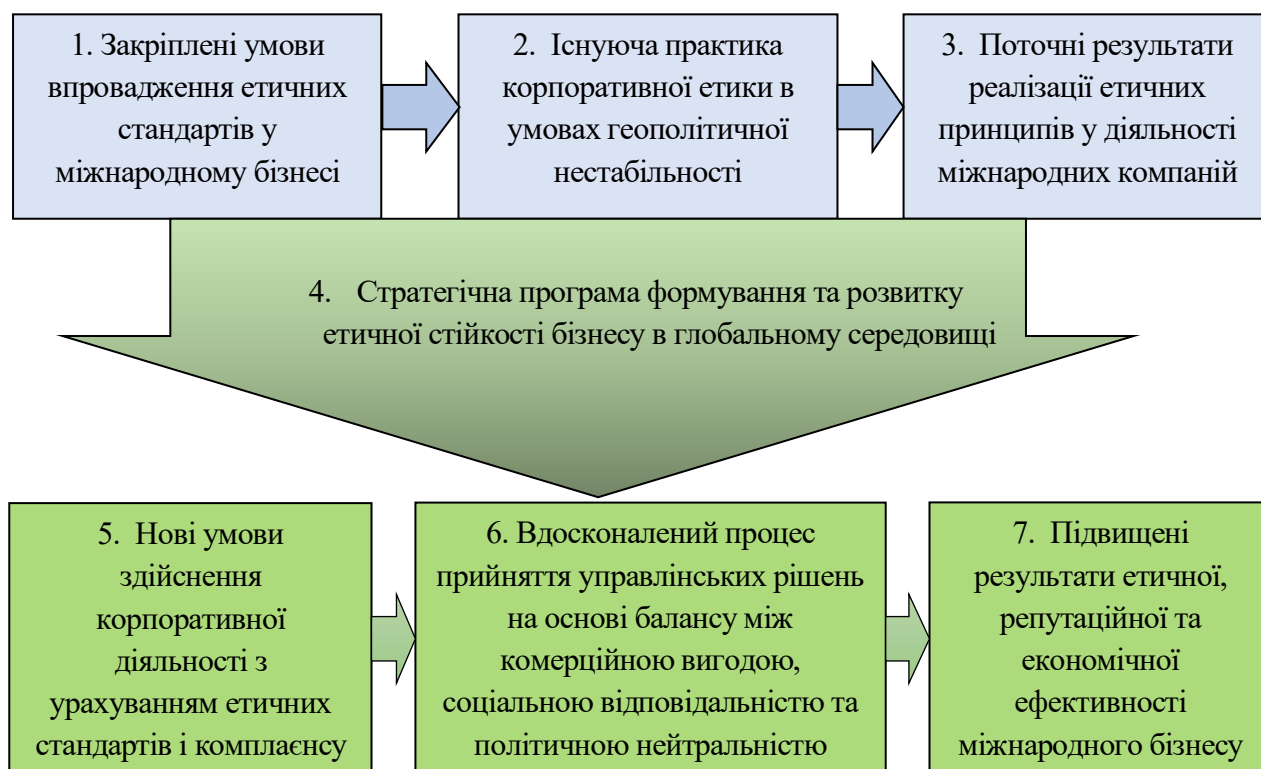 1. Закріплені умови
впровадження етичних
стандартів у
міжнародному бізнесі
2. Існуюча практика
корпоративної етики в
умовах геополітичної
нестабільності
3. Поточні результати
реалізації етичних
принципів у діяльності
міжнародних компаній
4. Стратегічна програма формування та розвитку
етичної стійкості бізнесу в глобальному середовищі
5. Нові умови
здійснення
корпоративної
діяльності з
урахуванням етичних
стандартів і комплаєнсу
6. Вдосконалений процес
прийняття управлінських рішень
на основі балансу між
комерційною вигодою,
соціальною відповідальністю та
політичною нейтральністю
7. Підвищені
результати етичної,
репутаційної та
економічної
ефективності
міжнародного бізнесу